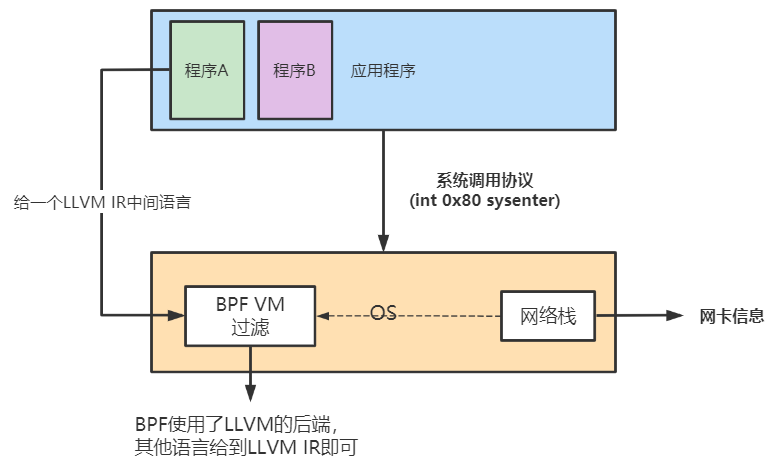 程序A
程序B
应用程序
系统调用协议
(int 0x80 sysenter)
给一个LLVM IR中间语言
BPF VM
过滤
OS
网络栈
网卡信息
BPF使用了LLVM的后端，
其他语言给到LLVM IR即可